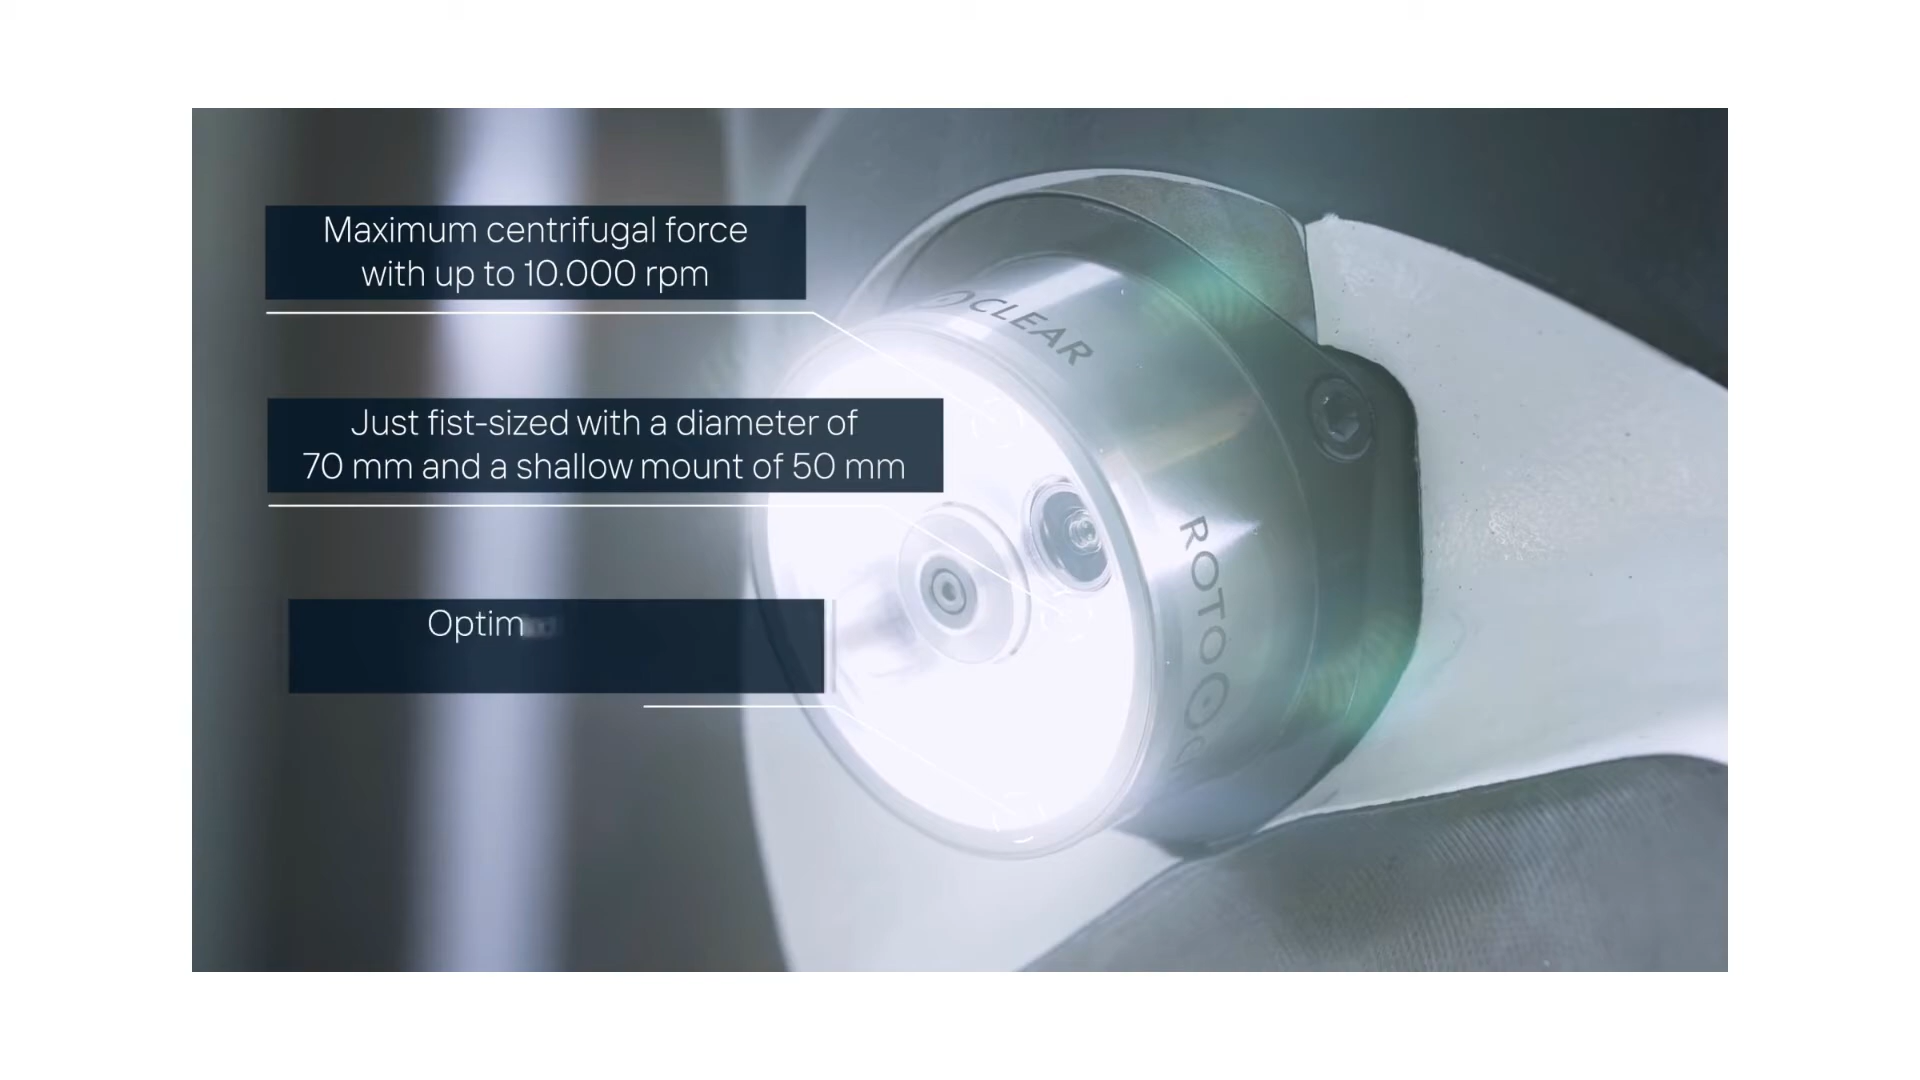 Maximum centrifugal force
with up to 10.000 rpm
Just fist-sized with a diameter of
70 mm and a shallow mount of 50 mm
Optim
CLEAR
ROTO